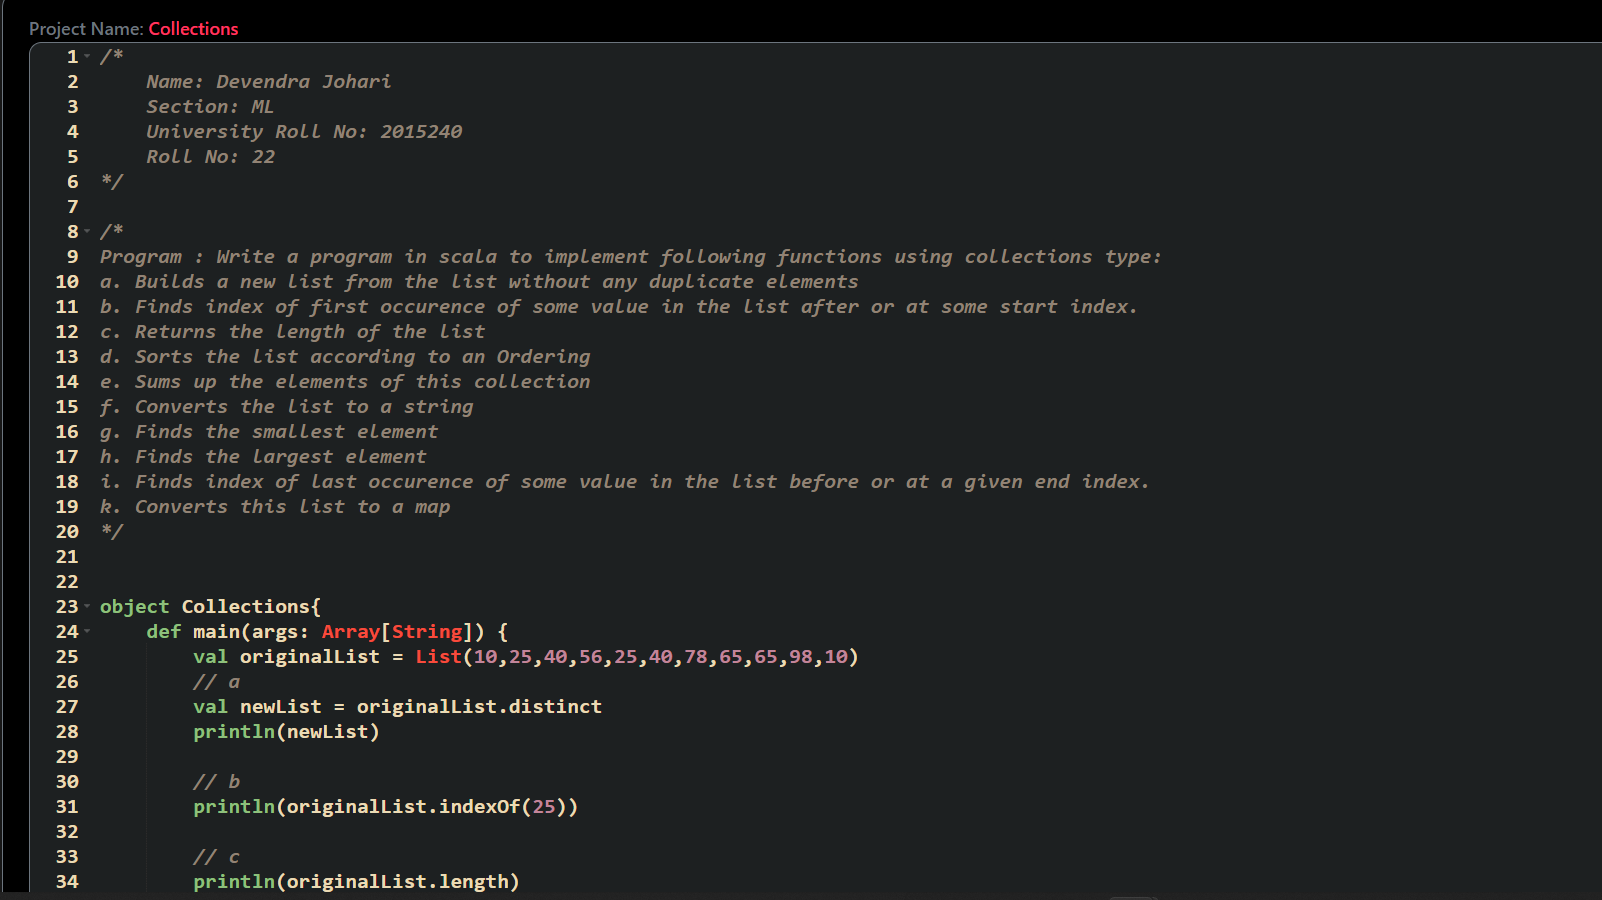 Project Name: Collections
1 /*
2 Name: Devendra Johari
3 Section: ML
4 University Roll No: 2015240
5 Roll No: 22
6 */
7
8 /*
9 Program : Write a program in scala to implement following functions using collections type:
10 a. Builds a new list from the list without any duplicate elements
11 b. Finds index of first occurence of some value in the list after or at some start index.
12 c. Returns the length of the list
13 d. Sorts the list according to an Ordering
14 e. Sums up the elements of this collection
15 f. Converts the list to a string
16 g. Finds the smallest element
17 h. Finds the largest element
18 i. Finds index of last occurence of some value in the list before or at a given end index.
19 k. Converts this list to a map
20 */
21
22
23 object Collections{
24 def main(args: Array[String]) {
25 val originalList = List(10,25,40,56,25,40,78,65,65,98,10)
26 // a
27 val newList = originalList.distinct
28 println(newList)
29
30 // b
31 println(originalList.indexOf(25))
32
33 // c
34 println(originalList.length)